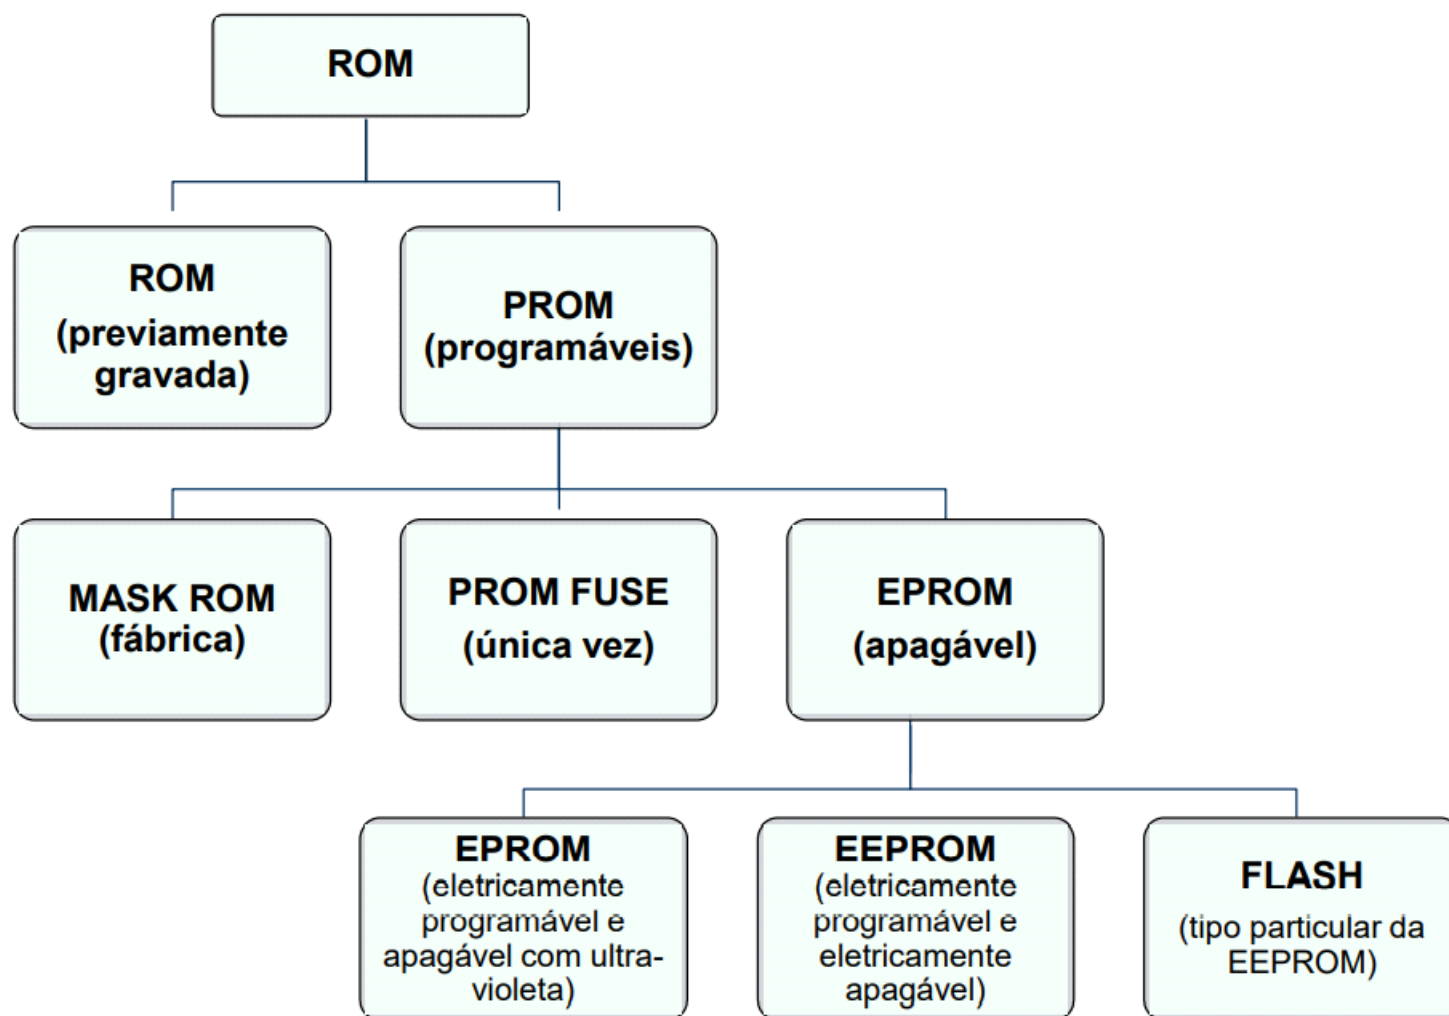 ROM
ROM
(previamente
gravada)
PROM
(programáveis)
MASK ROM
(fábrica)
PROM FUSE
(única vez)
EPROM
(apagável)
EPROM
(eletricamente
programável e
apagável com ultra-
violeta)
EEPROM
(eletricamente
programável e
eletricamente
apagável)
FLASH
(tipo particular da
EEPROM)